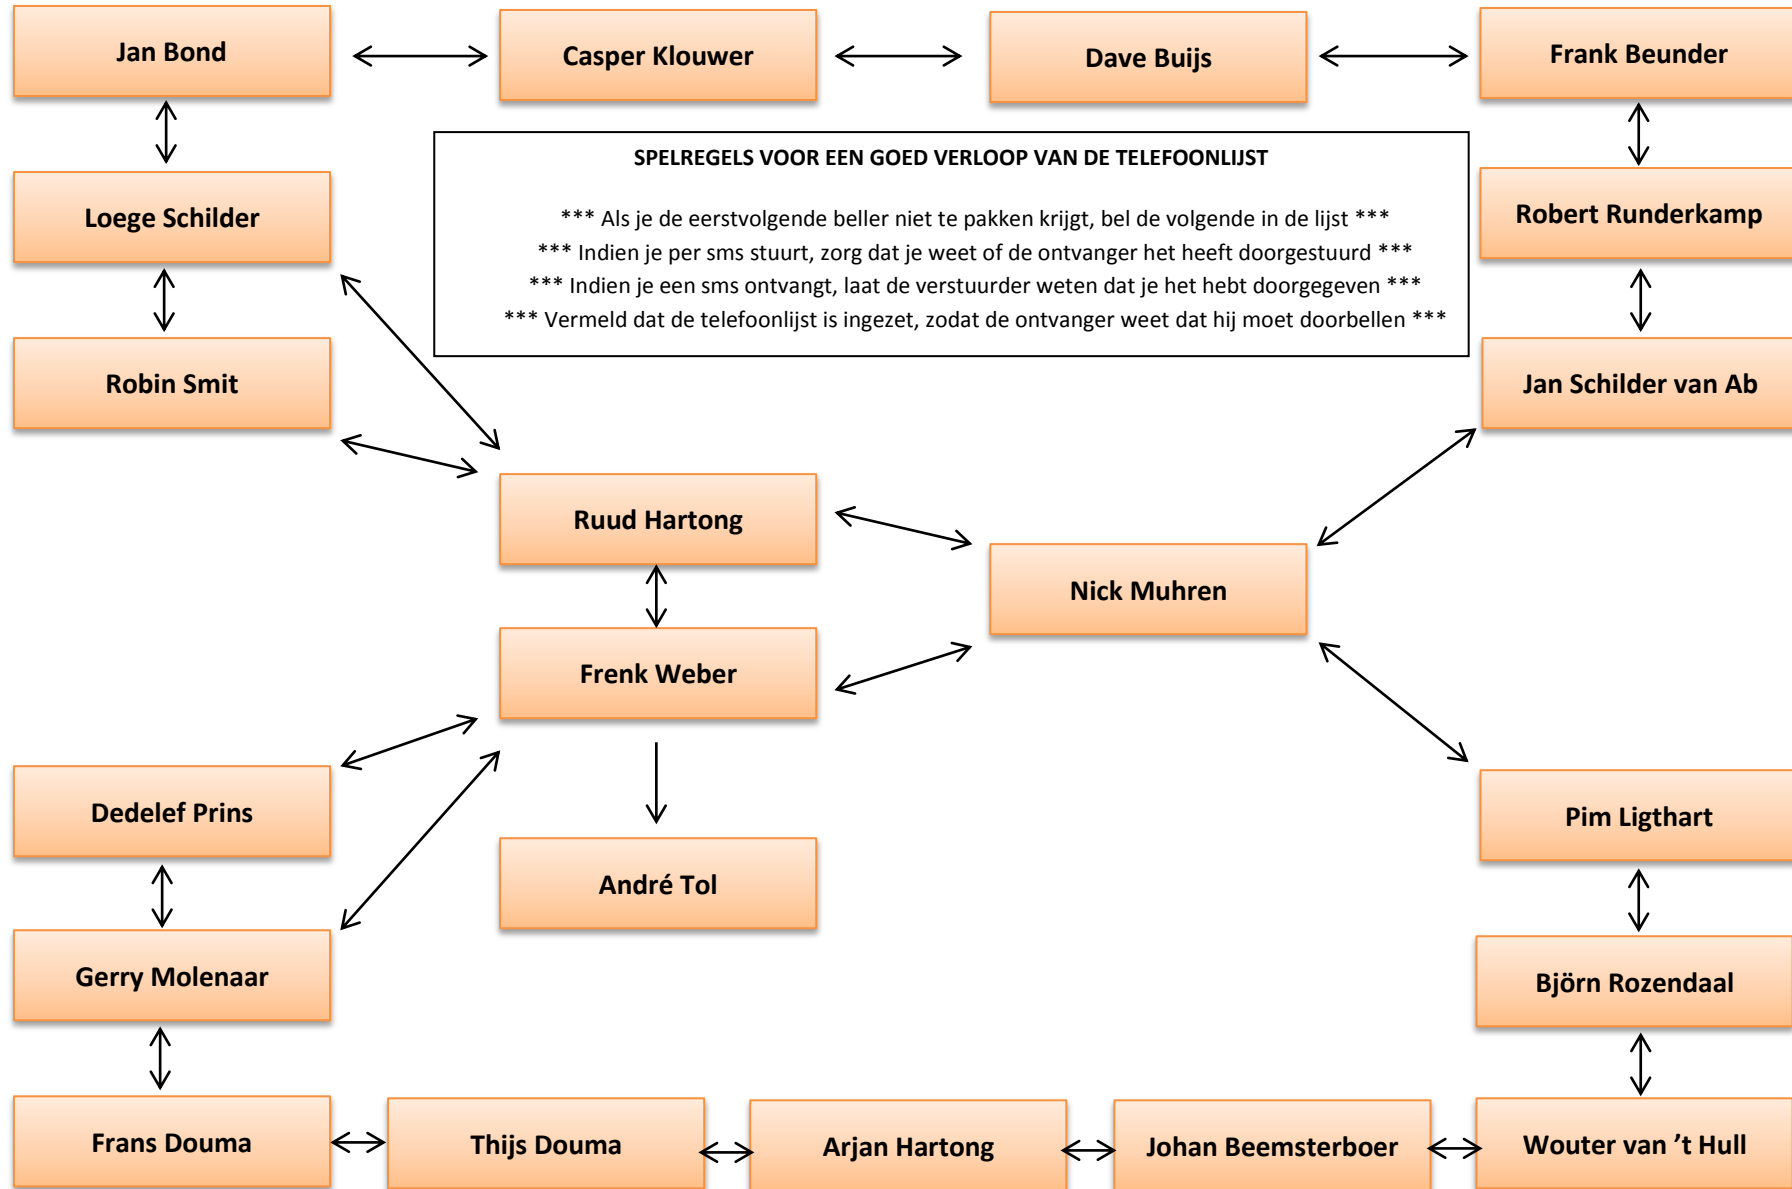 Jan Bond
Casper Klouwer
Dave Buijs
Frank Beunder
SPELREGELS VOOR EEN GOED VERLOOP VAN DE TELEFOONLIJST
*** Als je de eerstvolgende beller niet te pakken krijgt, bel de volgende in de lijst ***
*** Indien je per sms stuurt, zorg dat je weet of de ontvanger het heeft doorgestuurd ***
*** Indien je een sms ontvangt, laat de verstuurder weten dat je het hebt doorgegeven ***
*** Vermeld dat de telefoonlijst is ingezet, zodat de ontvanger weet dat hij moet doorbellen ***
Loege Schilder
Robert Runderkamp
Robin Smit
Jan Schilder van Ab
Ruud Hartong
Nick Muhren
Frenk Weber
Dedelef Prins
Pim Ligthart
André Tol
Gerry Molenaar
Björn Rozendaal
Frans Douma
Thijs Douma
Arjan Hartong
Johan Beemsterboer
Wouter van ’t Hull